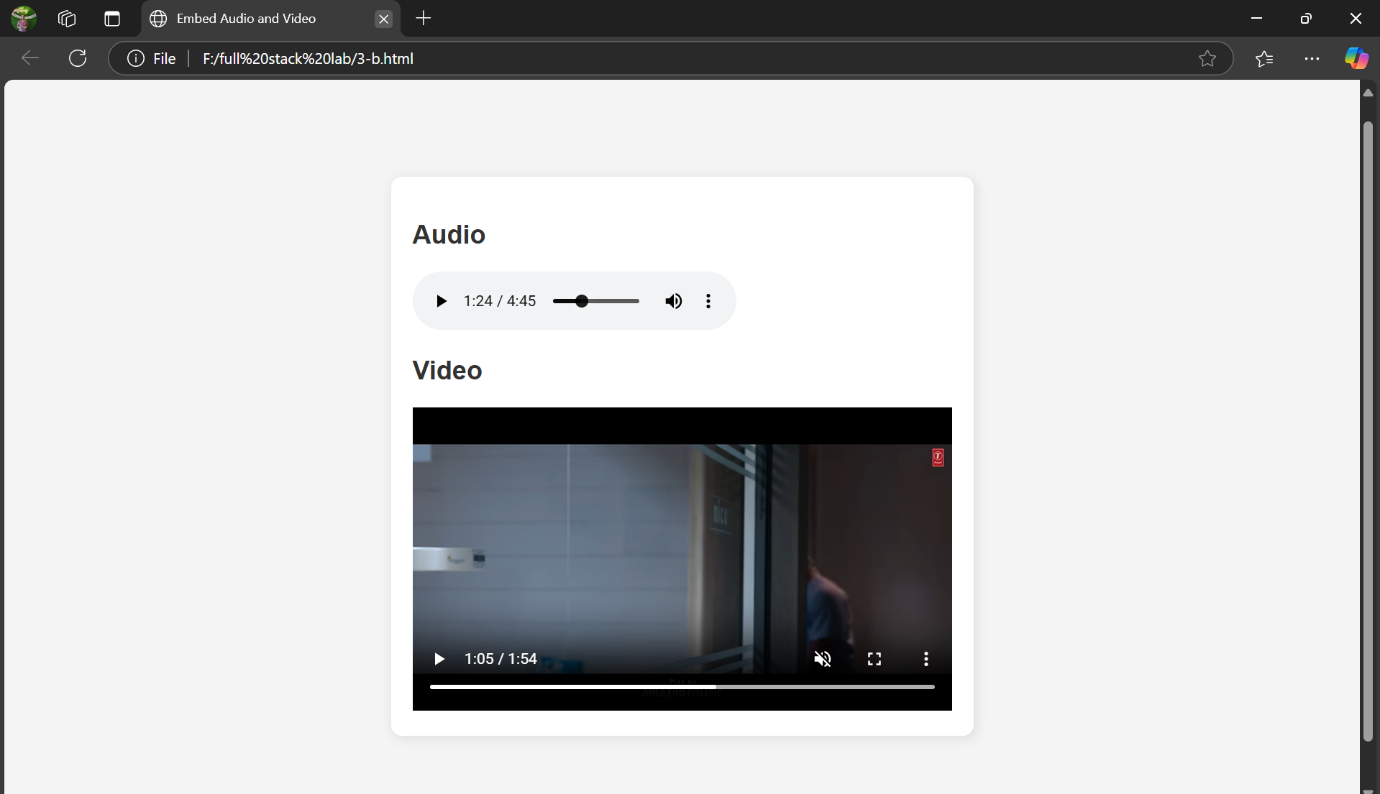 Embed Audio and Video
File
F:/full%20stack%20lab/3-b.html
Audio
1:24 / 4:45
Video
nicu
1:05 / 1:54